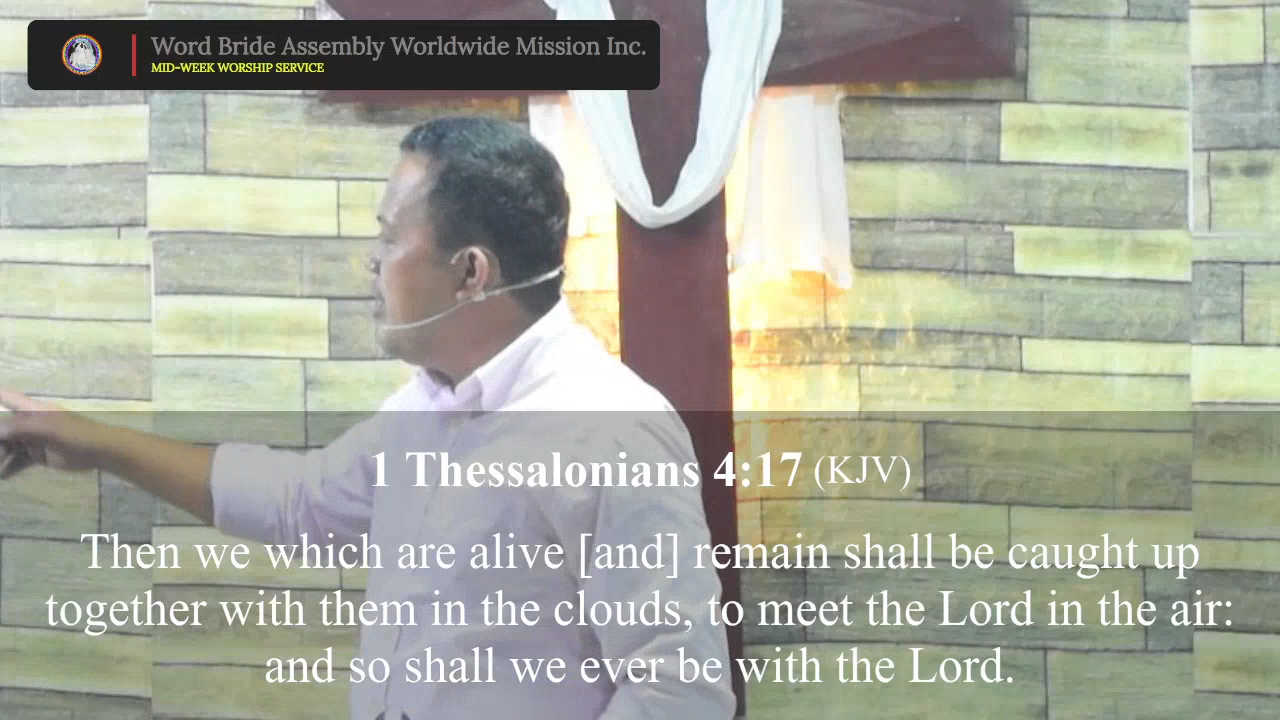 Word Bride Assembly Worldwide Mission Inc.
MID-WEEK WORSHIP SERVICE
1 Thessalonians 4:17 (KJV)
Then we which are alive [and] remain shall be caught up
together with them in the clouds, to meet the Lord in the air:
and so shall we ever be with the Lord.